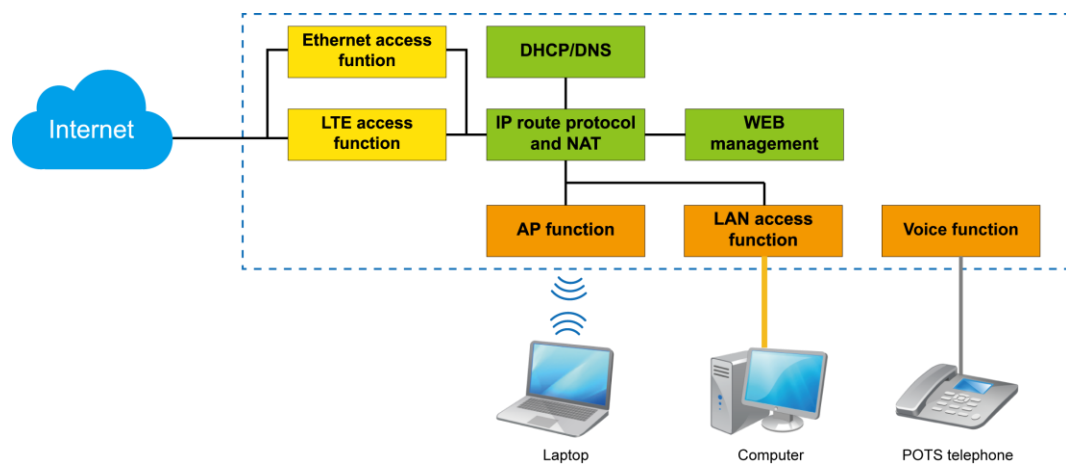 Ethernet access
funtion
DHCP/DNS
Internet
LTE access
function
IP route protocol
and NAT
WEB
management
AP function
LAN access
function
Voice function
Laptop
Computer
POTS telephone